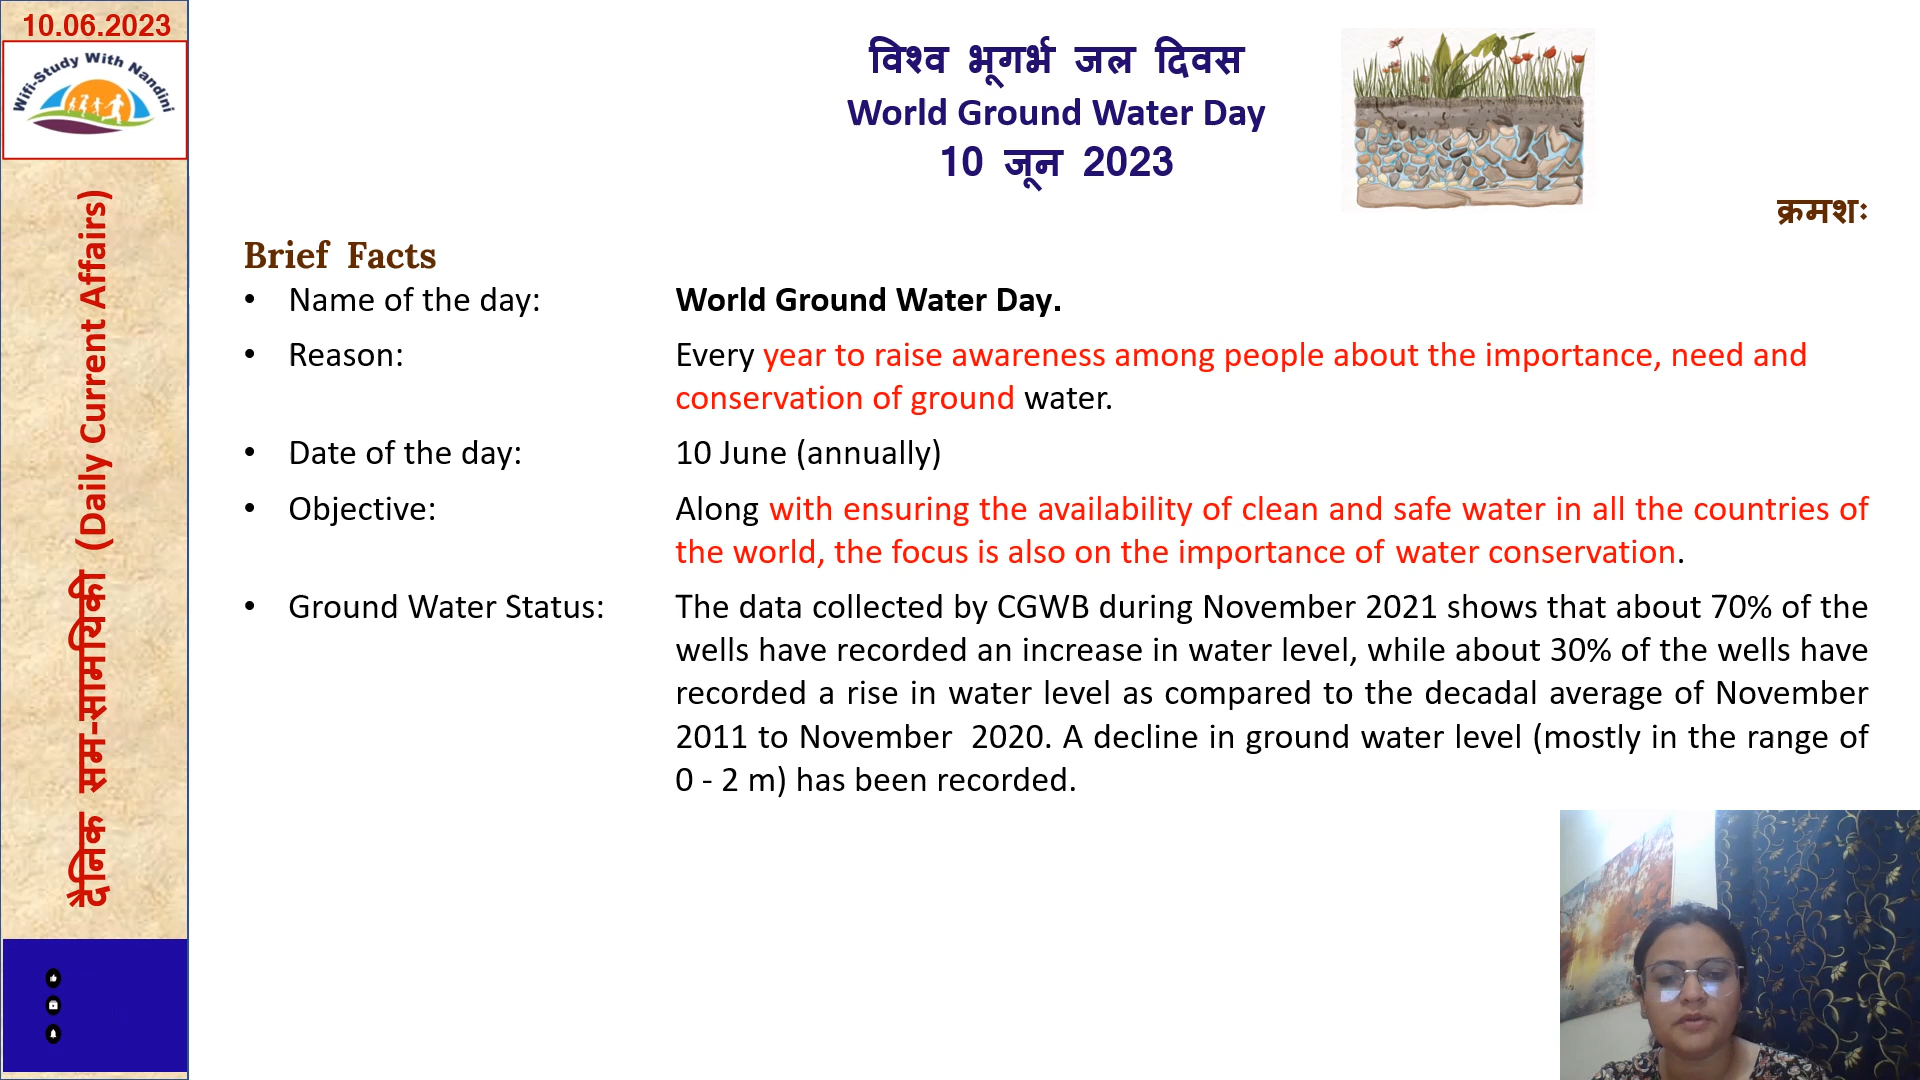 10.06.2023
Wifi-Study With Nandini
दैनिक सम-सामायिकी (Daily Current Affairs)
विश्व भूगर्भ जल दिवस
World Ground Water Day
10 जून 2023
क्रमशः
Brief Facts
• Name of the day: World Ground Water Day.
• Reason: Every year to raise awareness among people about the importance, need and
conservation of ground water.
• Date of the day: 10 June (annually)
• Objective: Along with ensuring the availability of clean and safe water in all the countries of
the world, the focus is also on the importance of water conservation.
• Ground Water Status: The data collected by CGWB during November 2021 shows that about 70% of the
wells have recorded an increase in water level, while about 30% of the wells have
recorded a rise in water level as compared to the decadal average of November
2011 to November 2020. A decline in ground water level (mostly in the range of
0 - 2 m) has been recorded.